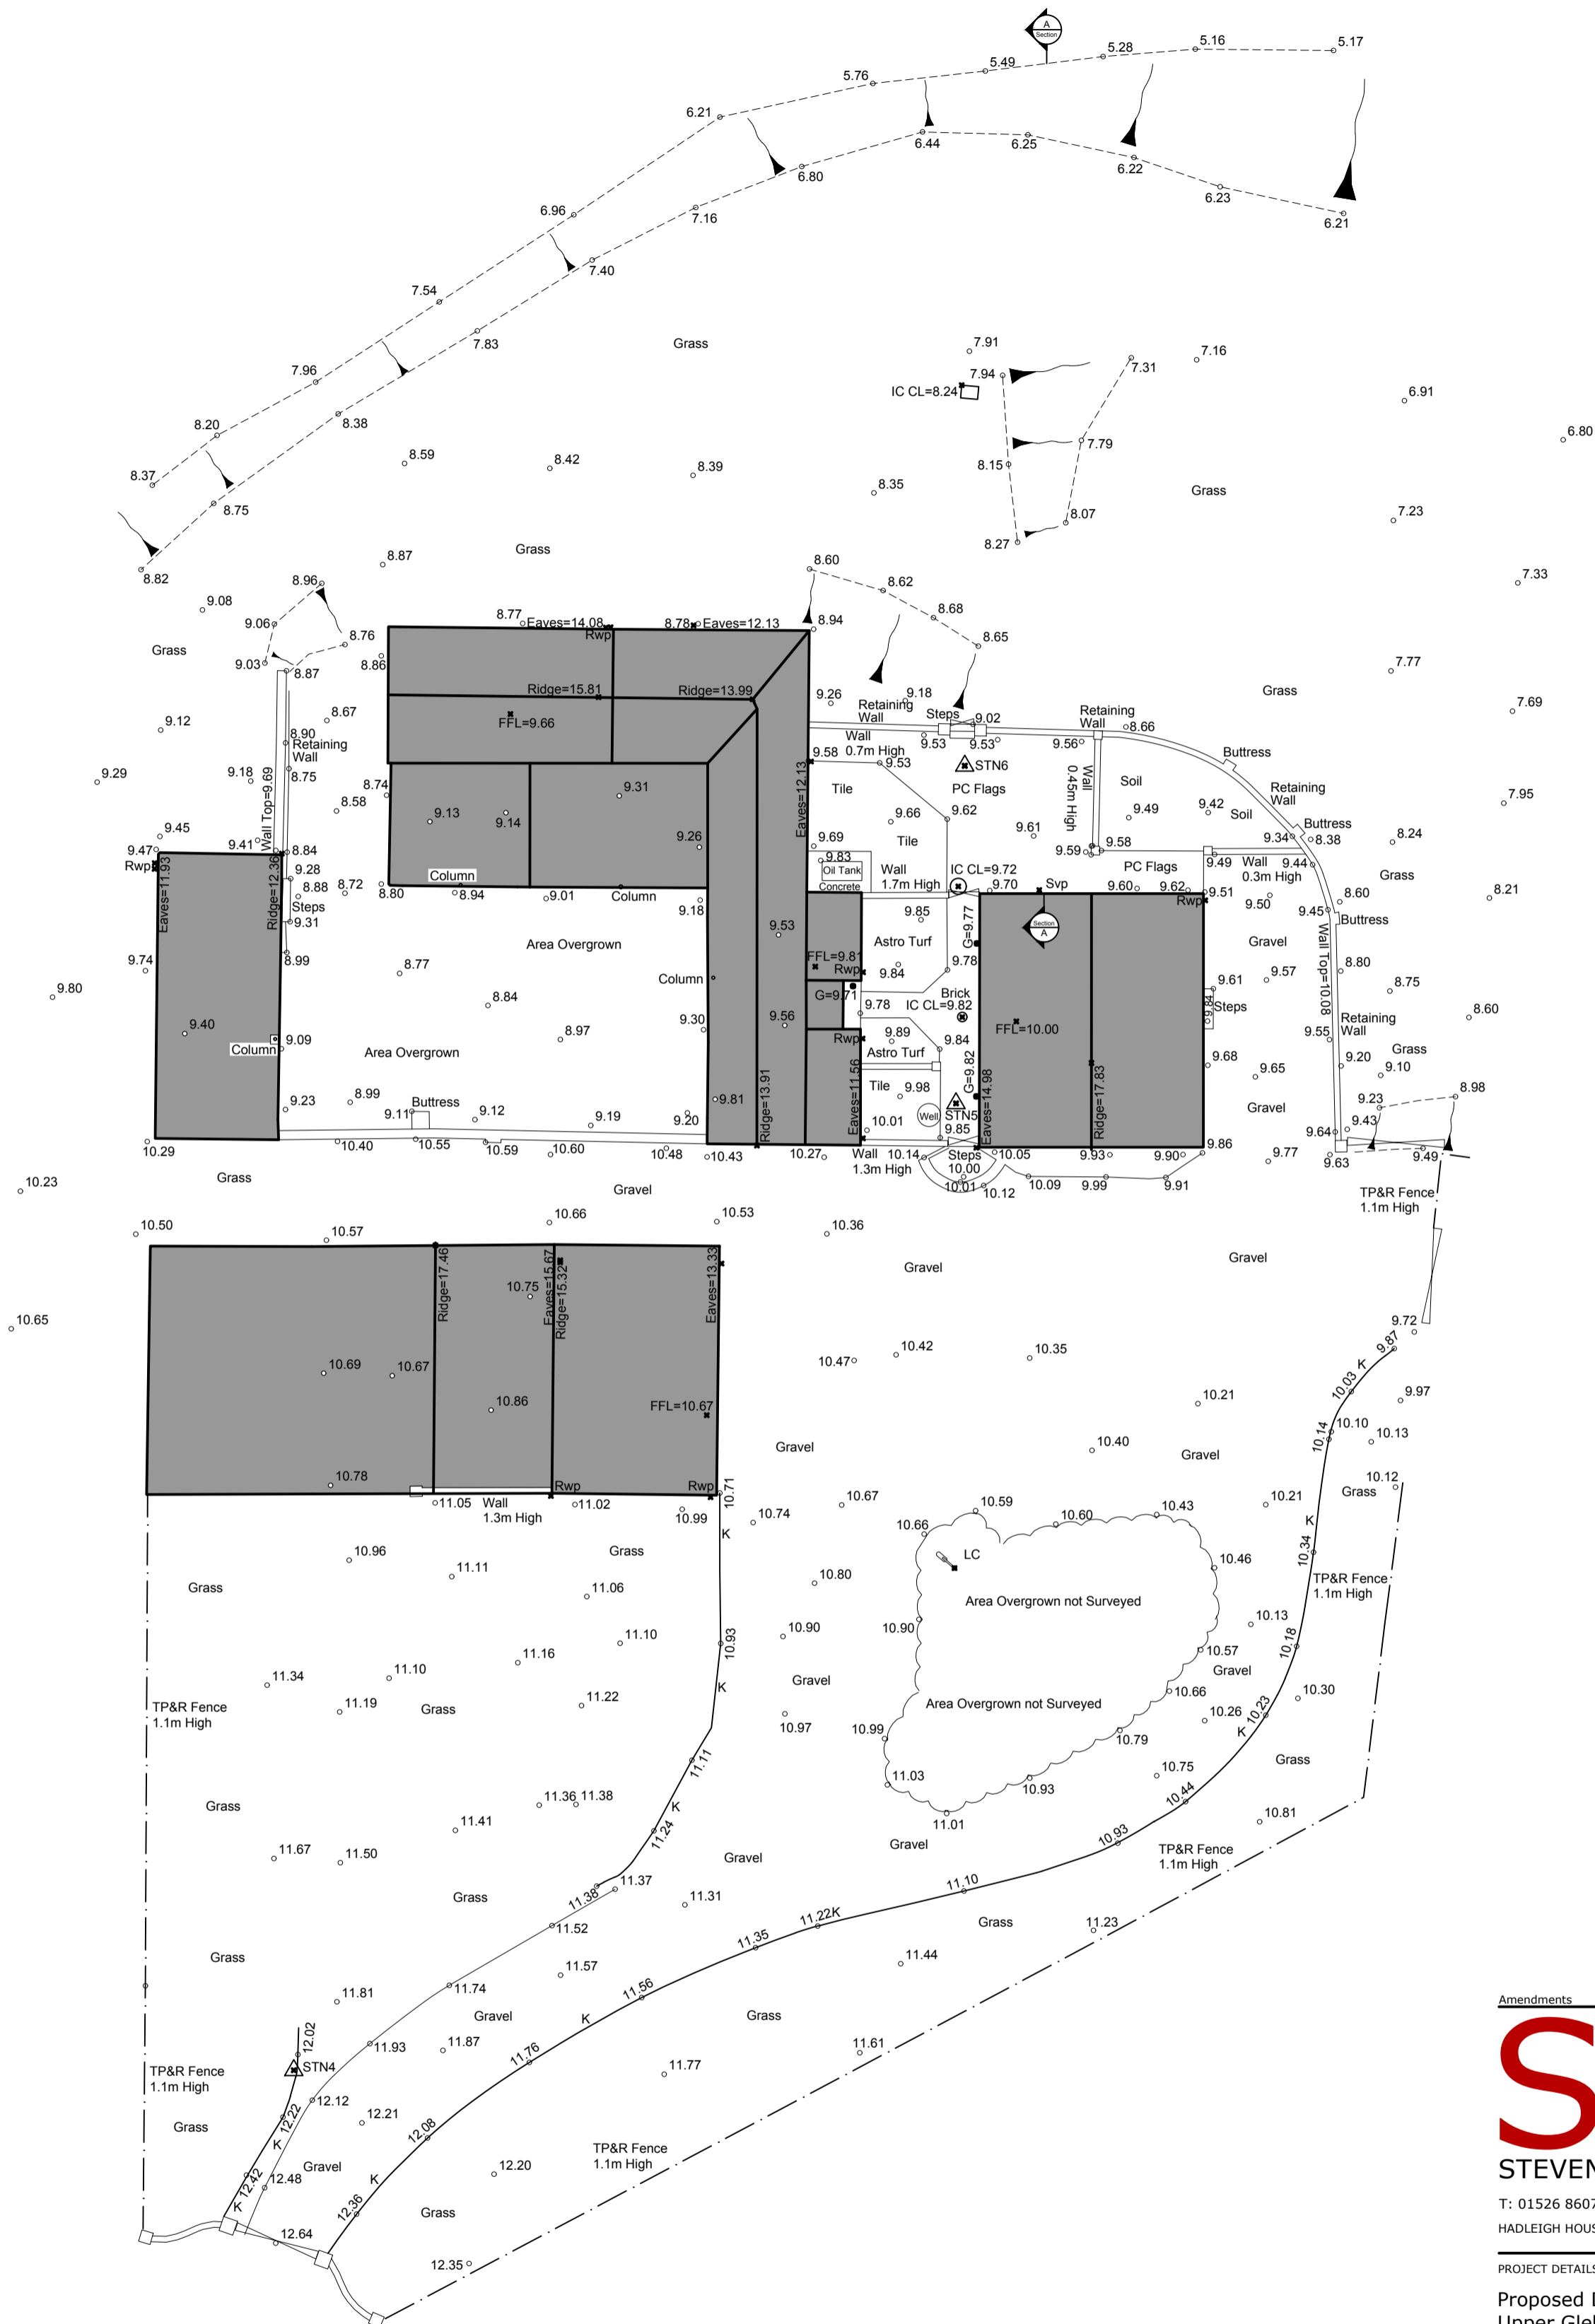 A
Section
5.17
5.16
5.28
5.49
5.76
6.21
6.44
6.25
6.22
6.23
6.21
6.80
6.96
7.16
7.40
7.54
7.83
Grass
7.91
7.16
7.31
7.94
IC CL=8.24
6.91
7.96
8.20
8.38
6.80
7.79
8.15
8.37
8.59
8.42
8.39
8.35
Grass
8.75
7.23
8.07
8.27
Grass
8.87
8.60
8.82
8.96
8.62
7.33
9.08
8.68
9.06
8.77
Eaves=14.08
Rwp
8.78
Eaves=12.13
8.94
8.76
8.65
Grass
9.03
8.86
8.87
7.77
Ridge=15.81
Ridge=13.99
9.26
9.18
Grass
FFL=9.66
Retaining
Wall
Steps
9.02
Retaining
Wall
8.66
7.69
9.12
8.67
8.90
Retaining
Wall
Wall
0.7m High
9.53
9.53
9.56
Buttress
9.58
9.53
STN6
9.29
9.18
8.75
8.74
Tile
PC Flags
Soil
Retaining
Wall
7.95
Wall Top=9.69
8.58
9.31
Eaves=12.13
Wall
0.45m High
9.13
9.14
9.66
9.62
9.49
9.42
Soil
Buttress
9.45
9.41
9.26
Tile
9.61
9.58
9.34
8.38
8.24
9.47
8.84
9.69
9.83
9.59
9.49
9.44
Rwp
Eaves=11.93
Ridge=12.36
9.28
8.88
8.72
Column
Oil Tank
Concrete
Wall
1.7m High
IC CL=9.72
PC Flags
Wall
0.3m High
Grass
8.80
8.94
9.01
Column
9.70
Svp
9.60
9.62
9.51
Rwp
9.50
8.60
8.21
Steps
9.31
9.18
9.85
G=9.77
Section
A
9.45
Buttress
8.99
Area Overgrown
9.53
Astro Turf
Gravel
Wall Top=10.08
9.74
8.77
Column
FFL=9.81
Rwp
9.84
9.78
9.61
9.57
8.80
8.75
9.80
8.84
G=9.71
9.78
Brick
IC CL=9.82
9.84
Steps
8.60
9.40
9.09
Column
8.97
9.30
9.56
Rwp
9.89
9.84
FFL=10.00
9.55
Retaining
Wall
Area Overgrown
Astro Turf
G=9.82
9.68
9.65
9.20
Grass
9.10
8.99
9.23
Buttress
9.11
9.12
9.19
9.81
9.20
Ridge=13.91
Eaves=11.56
Tile
9.98
Well
STN5
Eaves=14.98
Ridge=17.83
Gravel
9.23
8.98
10.01
9.85
9.43
9.64
10.29
10.40
10.55
10.59
10.60
10.48
10.43
10.27
Wall
1.3m High
10.14
Steps
10.00
10.05
9.93
9.90
9.86
9.77
9.63
9.49
Grass
Gravel
10.01
10.12
10.09
9.99
9.91
10.23
TP&R Fence
1.1m High
10.50
10.57
10.66
10.53
10.36
Gravel
Gravel
Ridge=17.46
Eaves=15.67
Ridge=15.32
Eaves=13.33
10.75
10.65
9.72
9.87
10.69
10.67
10.47
10.42
10.35
10.03
K
10.86
FFL=10.67
10.21
9.97
10.14
10.10
10.13
Gravel
10.40
Gravel
10.78
Rwp
Rwp
10.71
10.12
Grass
11.05
Wall
1.3m High
11.02
10.99
10.74
10.67
10.59
10.60
10.43
10.21
K
10.66
K
10.96
Grass
LC
10.46
10.34
Grass
11.11
11.06
10.80
Area Overgrown not Surveyed
TP&R Fence
1.1m High
11.10
10.93
10.90
10.90
10.13
10.18
11.16
10.57
11.34
11.10
Gravel
Gravel
K
TP&R Fence
1.1m High
11.19
Grass
11.22
10.97
Area Overgrown not Surveyed
10.66
10.30
10.26
10.23
K
10.99
10.79
11.11
Grass
11.03
10.93
10.75
Grass
11.36
11.38
K
10.44
11.41
11.24
11.01
10.81
Gravel
10.93
11.67
11.50
Gravel
TP&R Fence
1.1m High
11.37
11.38
Grass
11.31
11.10
11.52
11.22
K
Grass
11.23
Grass
11.35
11.57
11.44
11.74
11.81
11.56
Amendments
Gravel
K
Grass
12.02
11.93
11.87
11.76
11.61
S
TP&R Fence
1.1m High
STN4
11.77
12.12
12.22
Grass
12.21
12.08
K
TP&R Fence
1.1m High
Gravel
12.20
STEVEN
12.42
12.48
K
K
12.36
Grass
T: 01526 8607
HADLEIGH HOUS
12.64
12.35
PROJECT DETAILS
Proposed
Upper